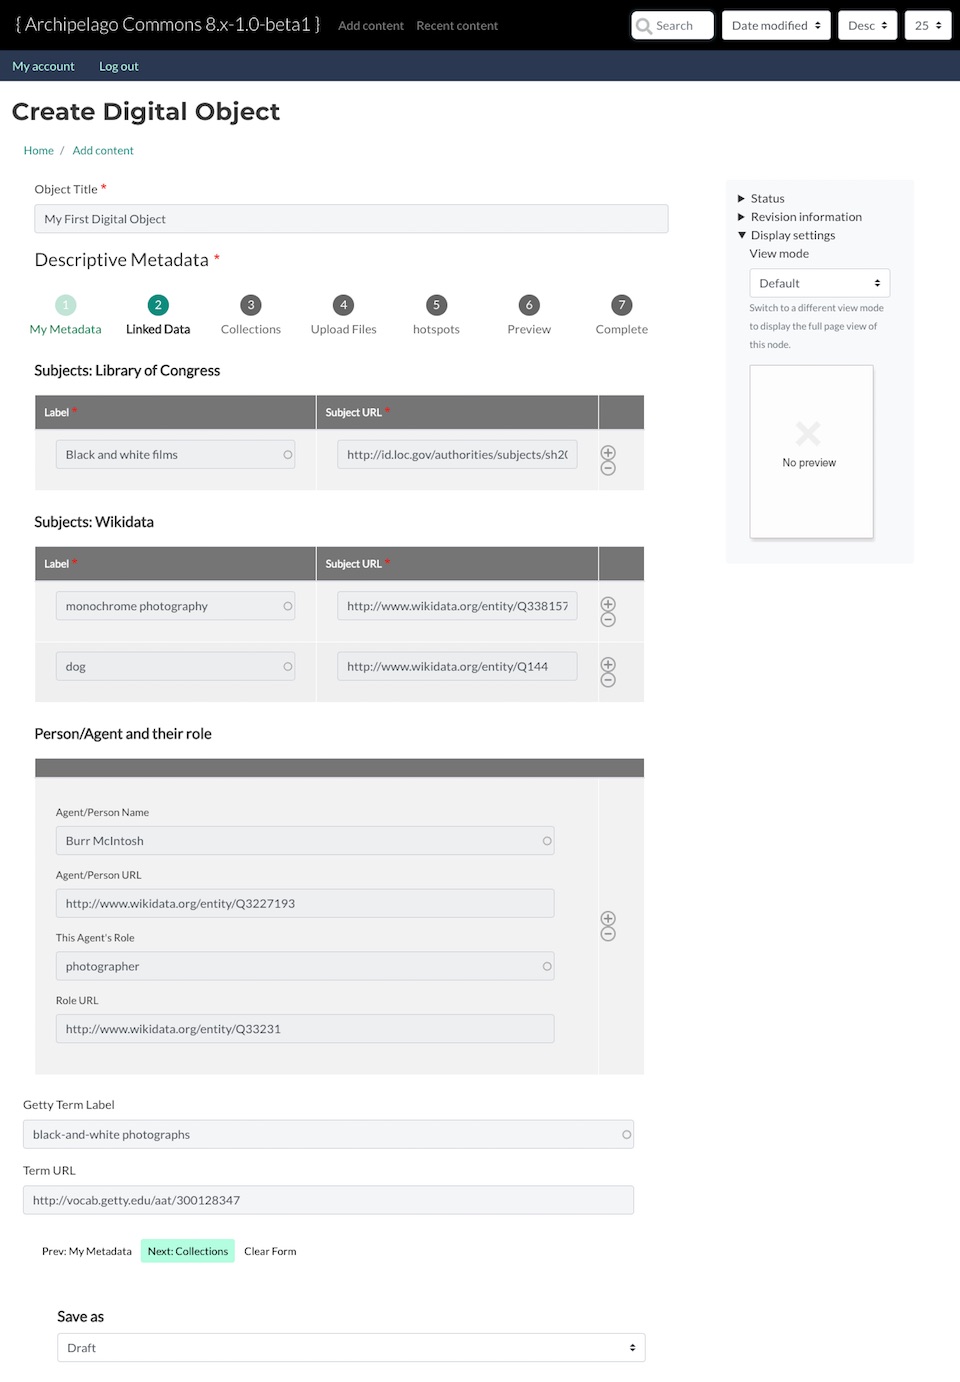 { Archipelago Commons 8.x-1.0-beta1 } Add content Recent content Search Date modified Desc 25
My account Log out
Create Digital Object
Home / Add content
Object Title *
My First Digital Object
Descriptive Metadata *
1 2 3 4 5 6 7
My Metadata Linked Data Collections Upload Files hotspots Preview Complete
Subjects: Library of Congress
Label * Subject URL *
Black and white films http://id.loc.gov/authorities/subjects/sh20
Subjects: Wikidata
Label * Subject URL *
monochrome photography http://www.wikidata.org/entity/Q338157
dog http://www.wikidata.org/entity/Q144
Person/Agent and their role
Agent/Person Name
Burr McIntosh
Agent/Person URL
http://www.wikidata.org/entity/Q3227193
This Agent's Role
photographer
Role URL
http://www.wikidata.org/entity/Q33231
Getty Term Label
black-and-white photographs
Term URL
http://vocab.getty.edu/aat/300128347
Prev: My Metadata Next: Collections Clear Form
Save as
Draft
Status
Revision information
Display settings
View mode
Default
Switch to a different view mode
to display the full page view of
this node.
No preview